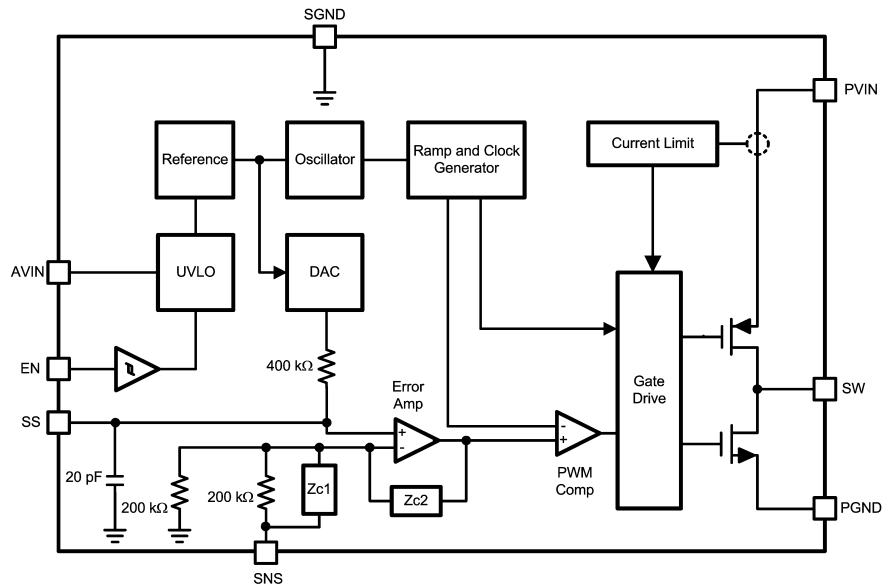 SGND
PVIN
Reference
Oscillator
Ramp and Clock
Generator
Current Limit
AVIN
UVLO
DAC
EN
400 kΩ
Error
Amp
Gate
Drive
SW
SS
+
-
-
+
20 pF
200 kΩ
200 kΩ
Zc1
Zc2
PWM
Comp
PGND
SNS